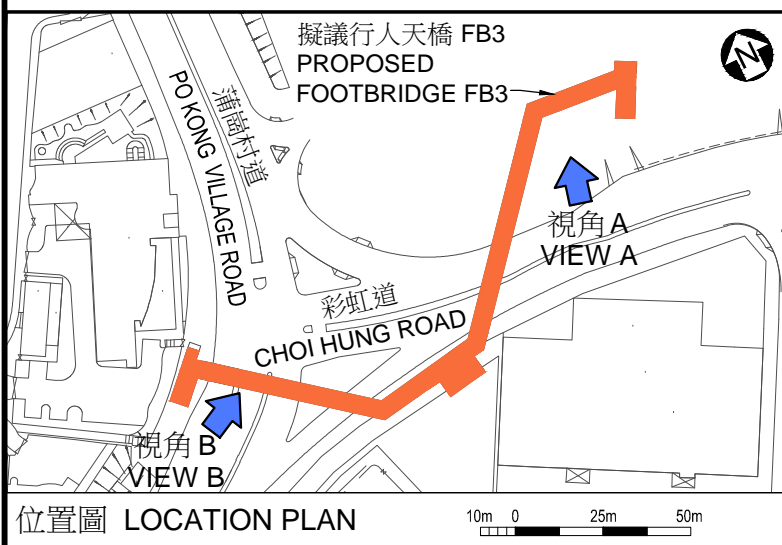 擬議行人天橋 FB3
PROPOSED
FOOTBRIDGE FB3
N
蒲崗村道
PO KONG VILLAGE ROAD
視角 A
VIEW A
彩虹道
CHOI HUNG ROAD
視角 B
VIEW B
位置圖 LOCATION PLAN
10m 0 25m 50m